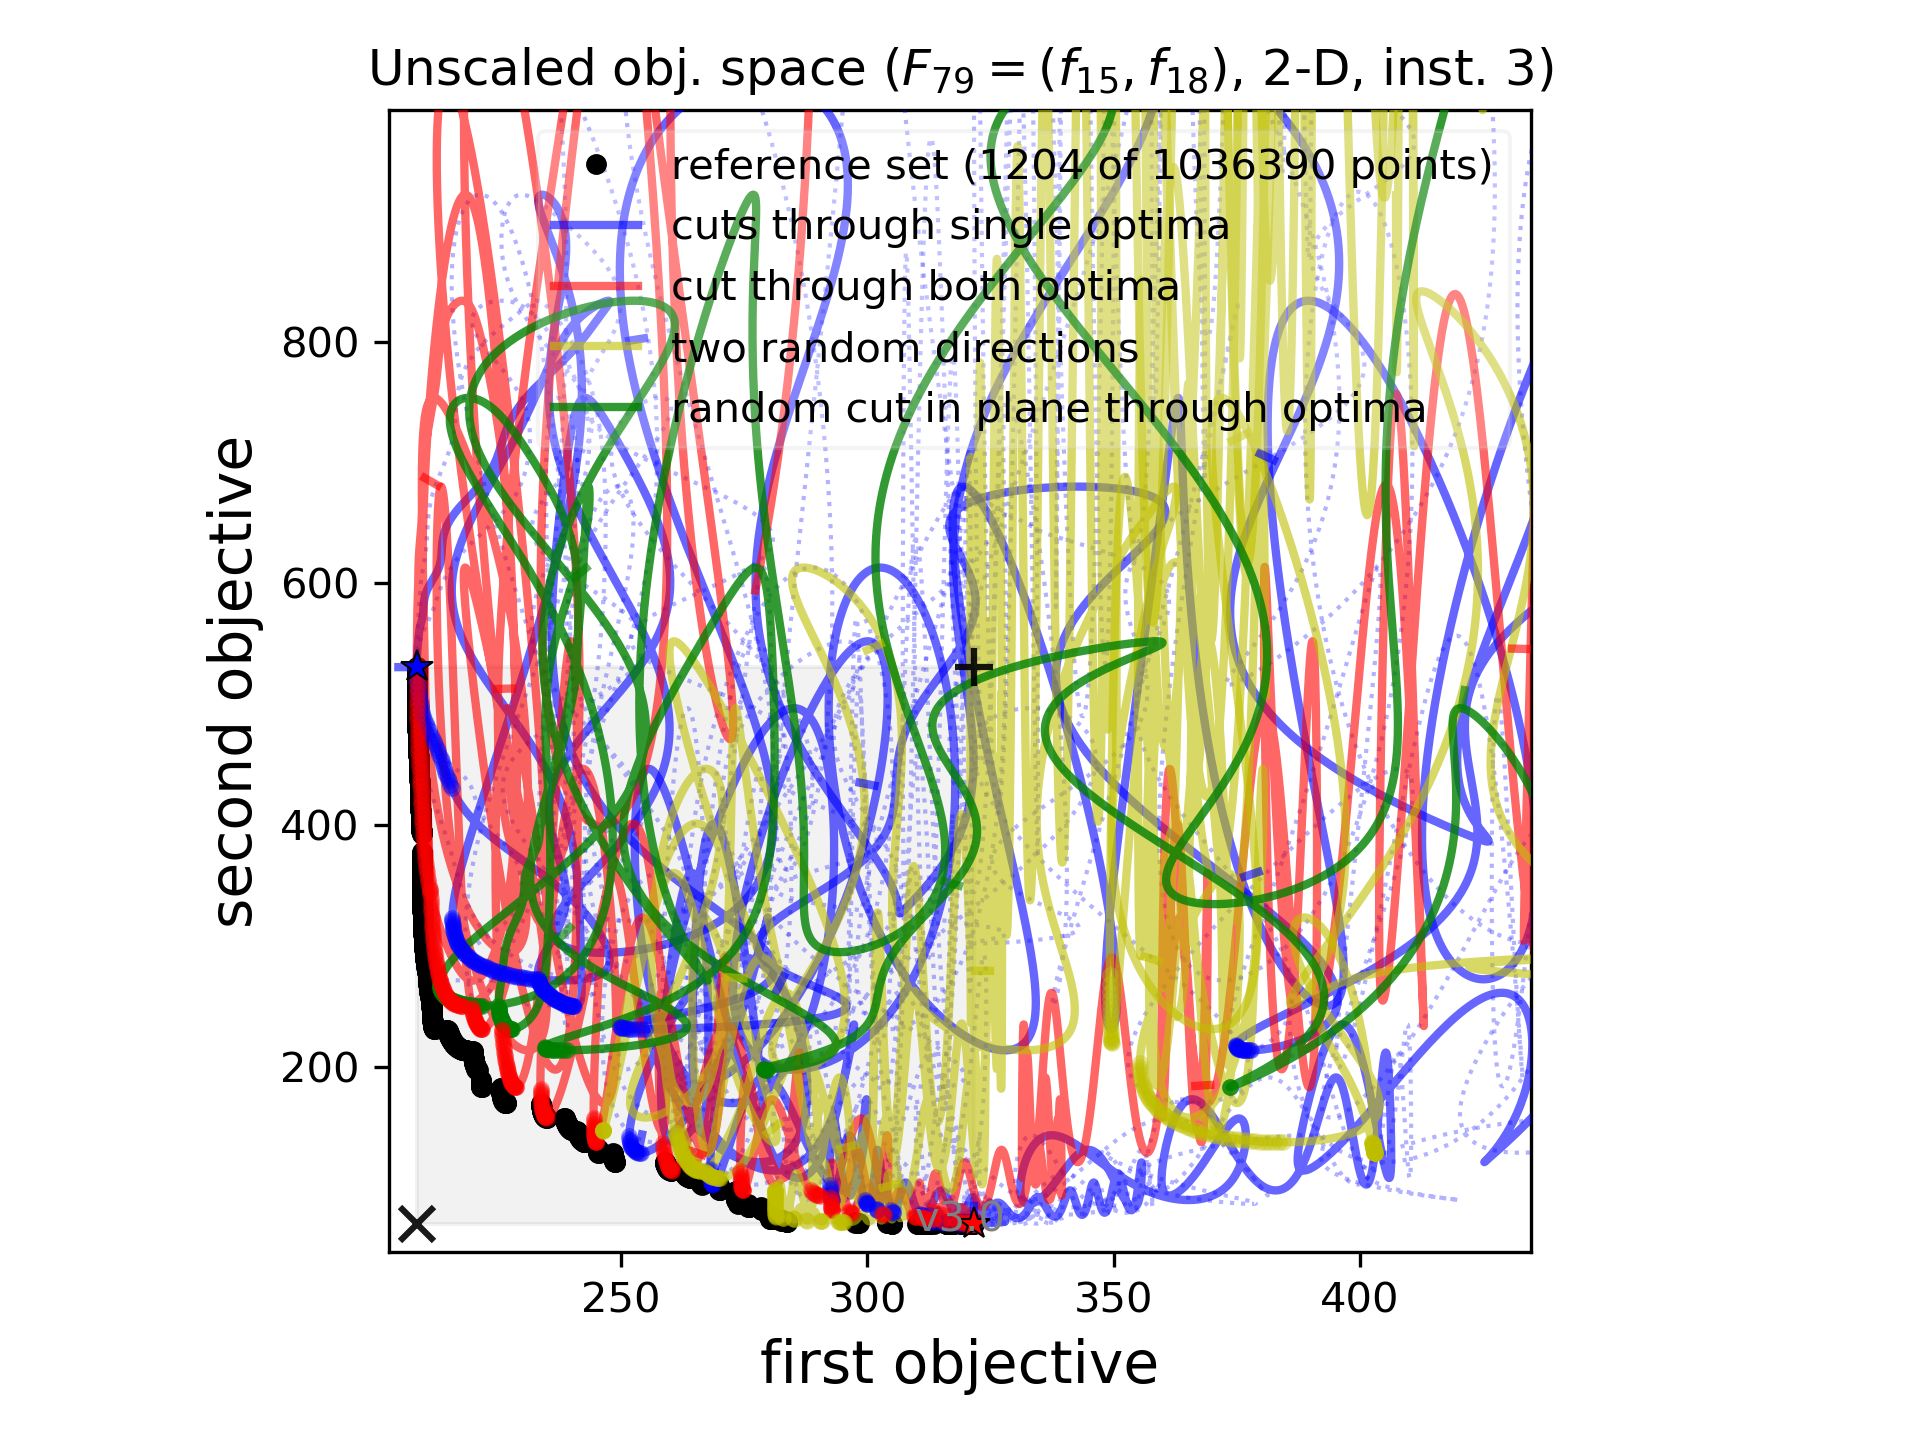 Unscaled obj. space (F79 = (f15, f18), 2-D, inst. 3)
reference set (1204 of 1036390 points)
cuts through single optima
cut through both optima
two random directions
random cut in plane through optima
second objective
800
600
400
200
v3.0
250 300 350 400
first objective